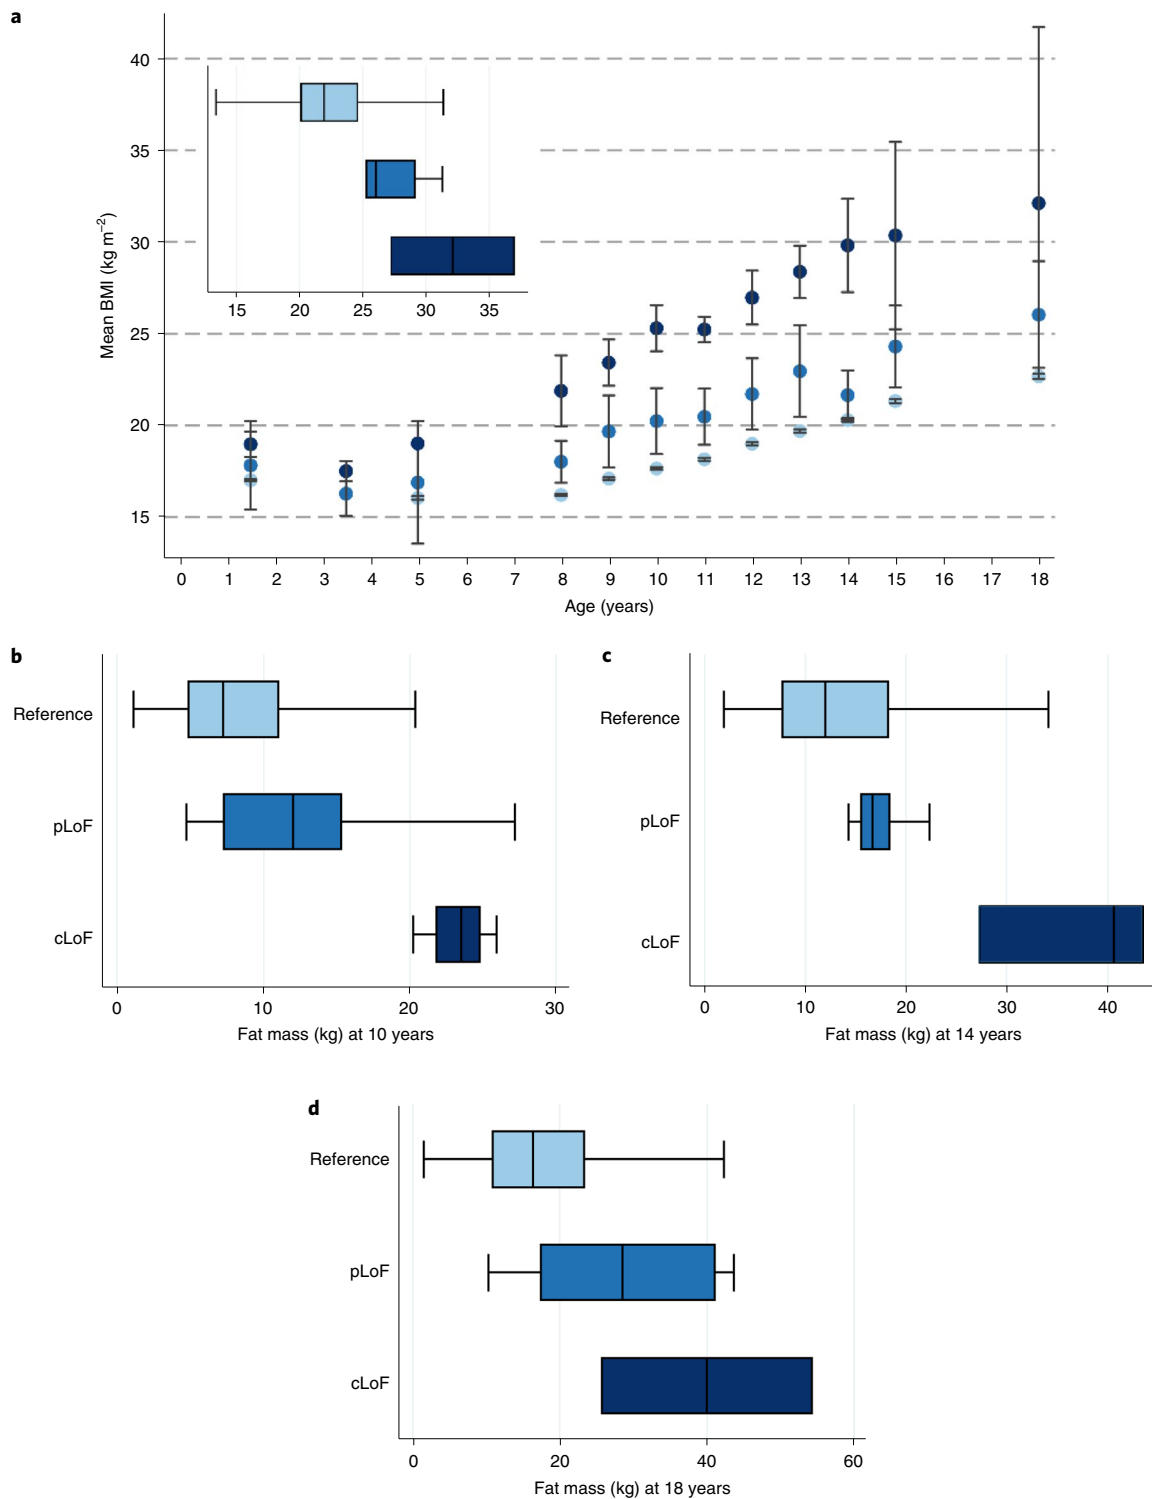 a
Mean BMI (kg m−2)
40
35
30
25
20
15
15 20 25 30 35
0 1 2 3 4 5 6 7 8 9 10 11 12 13 14 15 16 17 18
Age (years)
b
Reference
pLoF
cLoF
0 10 20 30
Fat mass (kg) at 10 years
c
Reference
pLoF
cLoF
0 10 20 30 40
Fat mass (kg) at 14 years
d
Reference
pLoF
cLoF
0 20 40 60
Fat mass (kg) at 18 years